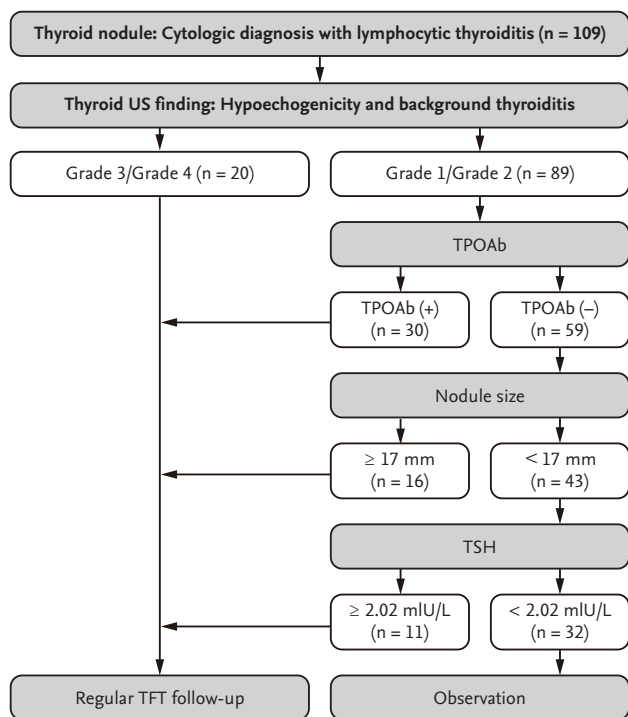 Thyroid nodule: Cytologic diagnosis with lymphocytic thyroiditis (n = 109)
Thyroid US finding: Hypoechogenicity and background thyroiditis
Grade 3/Grade 4 (n = 20)
Grade 1/Grade 2 (n = 89)
TPOAb
TPOAb (+)
(n = 30)
TPOAb (–)
(n = 59)
Nodule size
≥ 17 mm
(n = 16)
< 17 mm
(n = 43)
TSH
≥ 2.02 mIU/L
(n = 11)
< 2.02 mIU/L
(n = 32)
Regular TFT follow-up
Observation